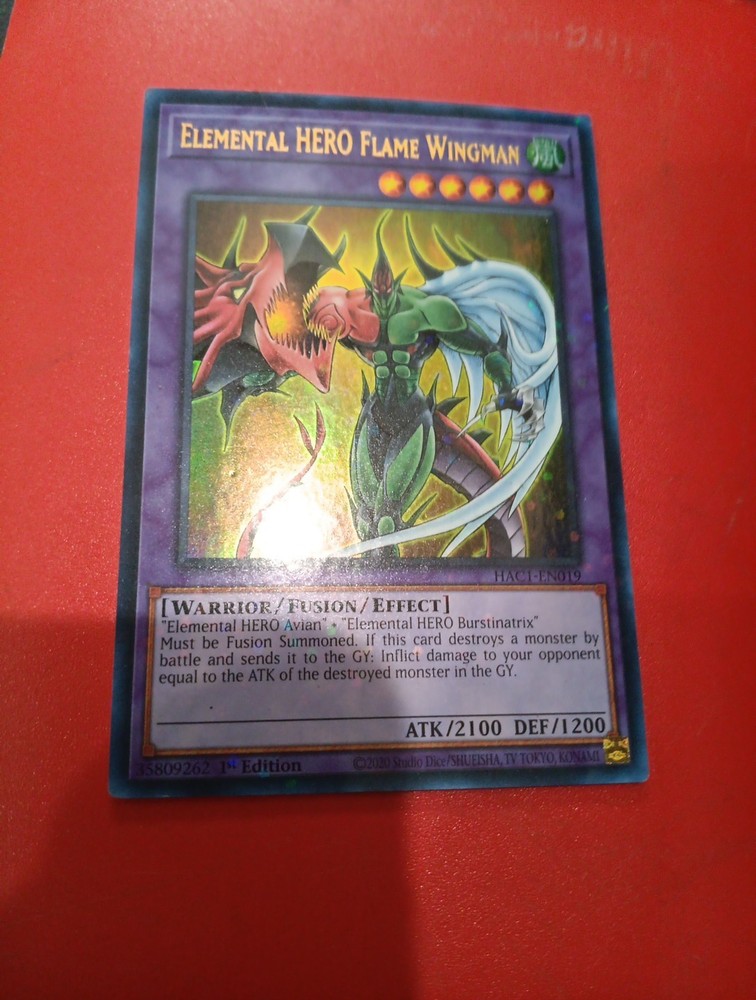 ELEMENTAL HERO FLAME WINGMAN
風
HAC1-EN019
[WARRIOR/FUSION/EFFECT]
"Elemental HERO Avian" + "Elemental HERO Burstinatrix"
Must be Fusion Summoned. If this card destroys a monster by
battle and sends it to the GY: Inflict damage to your opponent
equal to the ATK of the destroyed monster in the GY.
ATK/2100 DEF/1200
35809262 1st Edition ©2020 Studio Dice/SHUEISHA, TV TOKYO, KONAMI